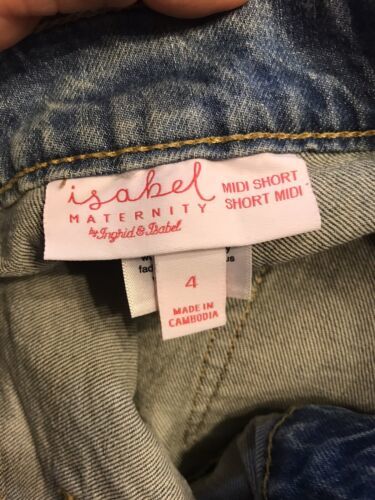 isabel
MATERNITY
by Ingrid & Isabel
MIDI SHORT
SHORT MIDI
4
MADE IN
CAMBODIA